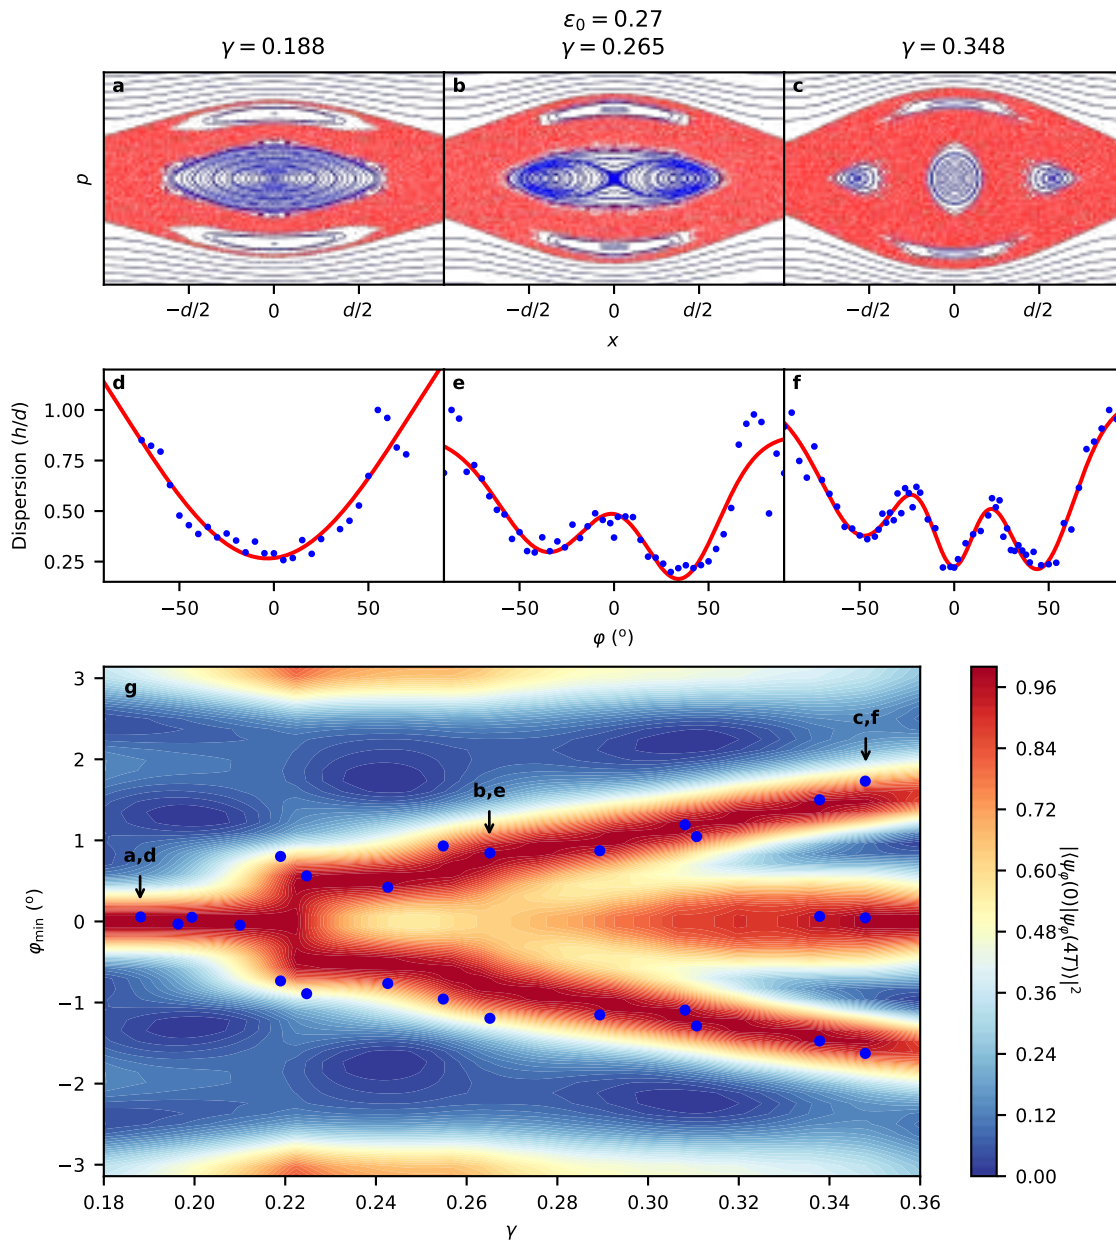 ε₀ = 0.27
γ = 0.188 γ = 0.265 γ = 0.348
a b c
p
−d/2 0 d/2 −d/2 0 d/2 −d/2 0 d/2
x
d e f
1.00
0.75
0.50
0.25
Dispersion (h/d)
−50 0 50 −50 0 50 −50 0 50
φ (°)
g
3
2
1
0
−1
−2
−3
φmin (°)
a,d
b,e
c,f
0.18 0.20 0.22 0.24 0.26 0.28 0.30 0.32 0.34 0.36
γ
0.96
0.84
0.72
0.60
0.48
0.36
0.24
0.12
0.00
|⟨ψφ(0)|ψφ(4T)⟩|²